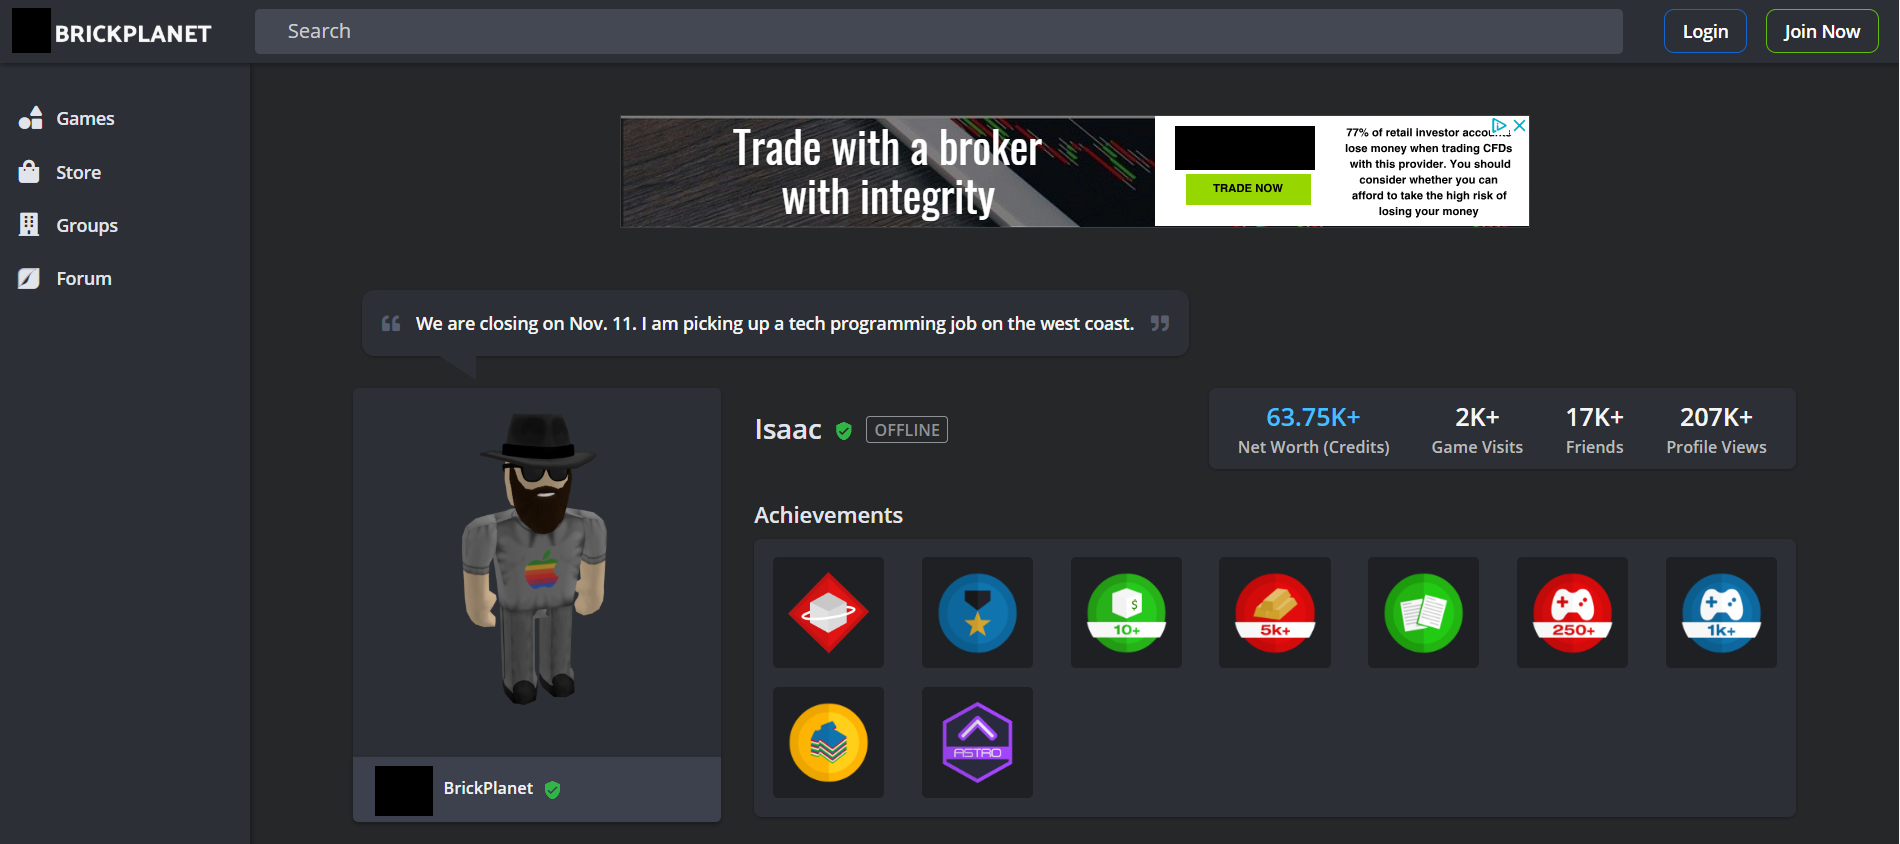 BRICKPLANET
Search
Login
Join Now
Games
Store
Groups
Forum
Trade with a broker
with integrity
TRADE NOW
77% of retail investor accounts
lose money when trading CFDs
with this provider. You should
consider whether you can
afford to take the high risk of
losing your money
We are closing on Nov. 11. I am picking up a tech programming job on the west coast.
Isaac
OFFLINE
63.75K+
Net Worth (Credits)
2K+
Game Visits
17K+
Friends
207K+
Profile Views
Achievements
$
10+
5k+
250+
1k+
ASTRO
BrickPlanet